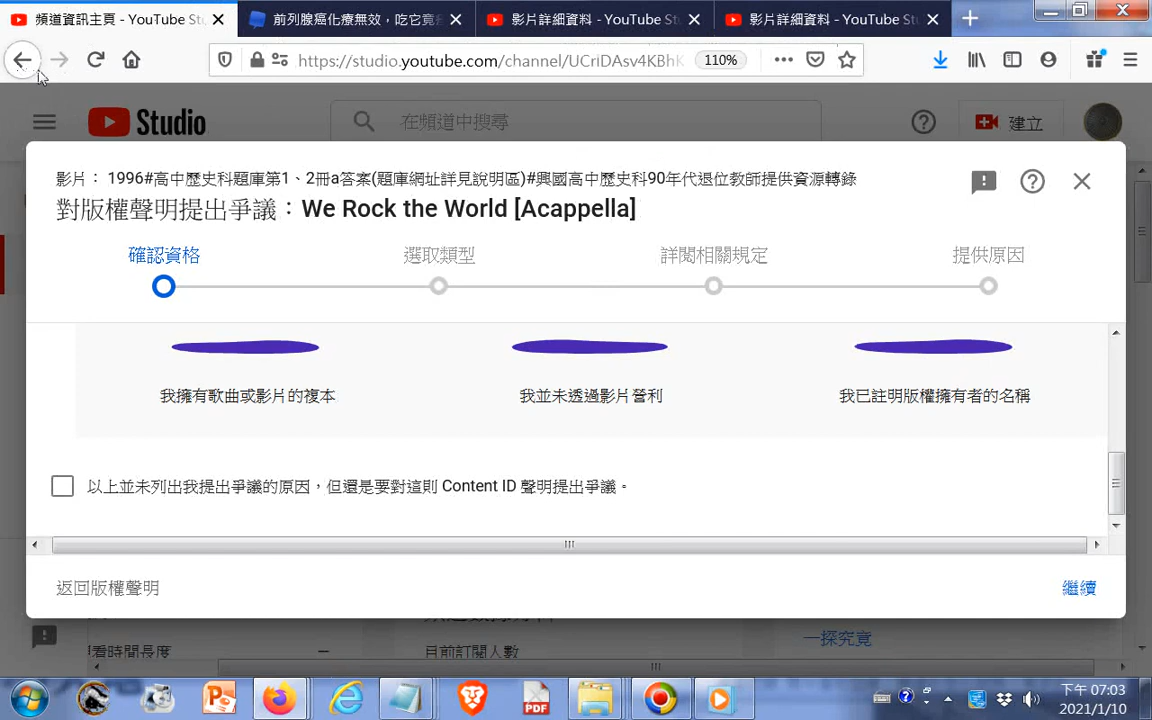 頻道資訊主頁 - YouTube St
前列腺癌化療無效，吃它竟
影片詳細資料 - YouTube St
影片詳細資料 - YouTube St
https://studio.youtube.com/channel/UCriDAsv4KBhK
110%
Studio
在頻道中搜尋
建立
影片： 1996#高中歷史科題庫第1、2冊a答案(題庫網址詳見說明區)#興國高中歷史科90年代退位教師提供資源轉錄
對版權聲明提出爭議：We Rock the World [Acappella]
確認資格
選取類型
詳閱相關規定
提供原因
我擁有歌曲或影片的複本
我並未透過影片營利
我已註明版權擁有者的名稱
以上並未列出我提出爭議的原因，但還是要對這則 Content ID 聲明提出爭議。
返回版權聲明
繼續
看時間長度
目前訂閱人數
一探究竟
PDF
下午 07:03
2021/1/10